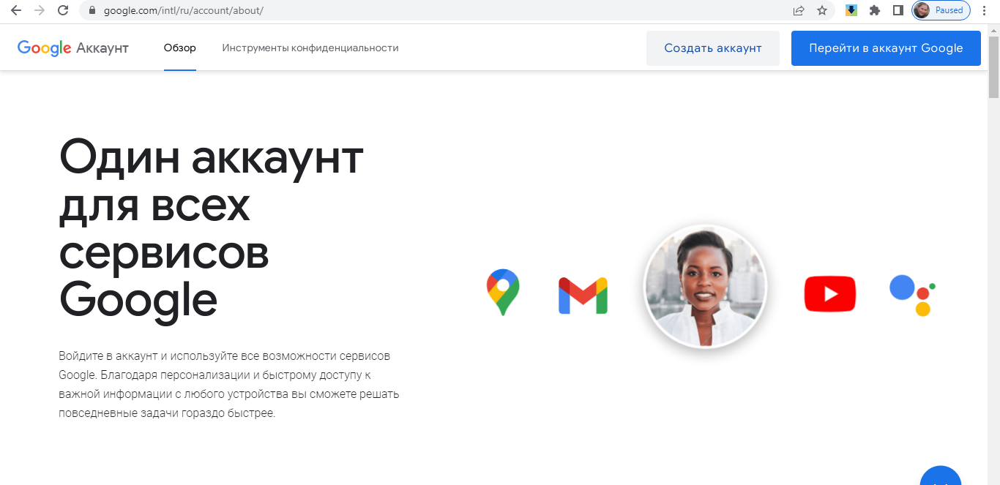 google.com/intl/ru/account/about/
Paused
Google Аккаунт
Обзор
Инструменты конфиденциальности
Создать аккаунт
Перейти в аккаунт Google
Один аккаунт
для всех
сервисов
Google
Войдите в аккаунт и используйте все возможности сервисов
Google. Благодаря персонализации и быстрому доступу к
важной информации с любого устройства вы сможете решать
повседневные задачи гораздо быстрее.